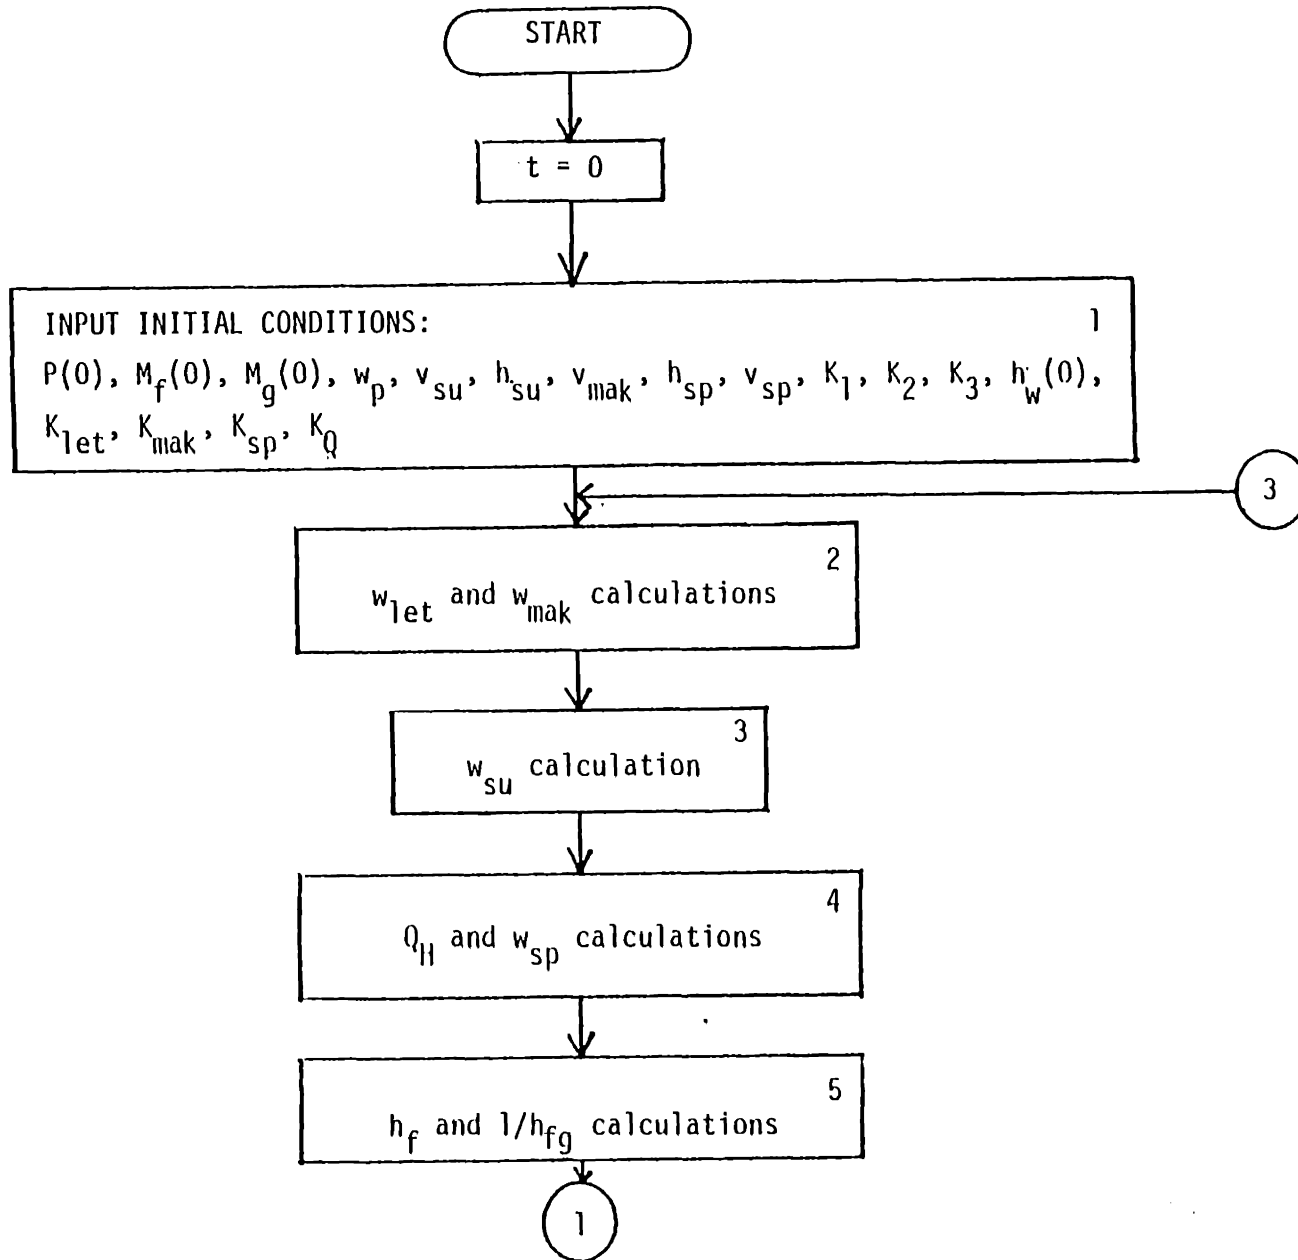 START
t = 0
INPUT INITIAL CONDITIONS:
1
P(0), M_f(0), M_g(0), w_p, v_su, h_su, v_mak, h_sp, v_sp, K_1, K_2, K_3, h_w(0),
K_let, K_mak, K_sp, K_Q
3
2
w_let and w_mak calculations
3
w_su calculation
4
Q_H and w_sp calculations
5
h_f and 1/h_fg calculations
1